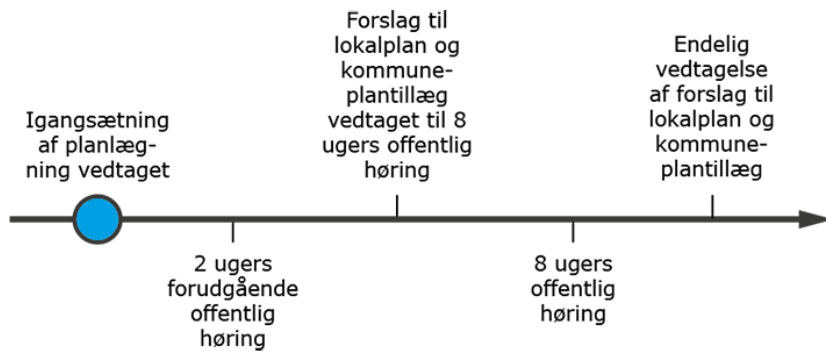 Igangsætning
af planlæg-
ning vedtaget
2 ugers
forudgående
offentlig
høring
Forslag til
lokalplan og
kommune-
plantillæg
vedtaget til 8
ugers offentlig
høring
8 ugers
offentlig
høring
Endelig
vedtagelse
af forslag til
lokalplan og
kommune-
plantillæg